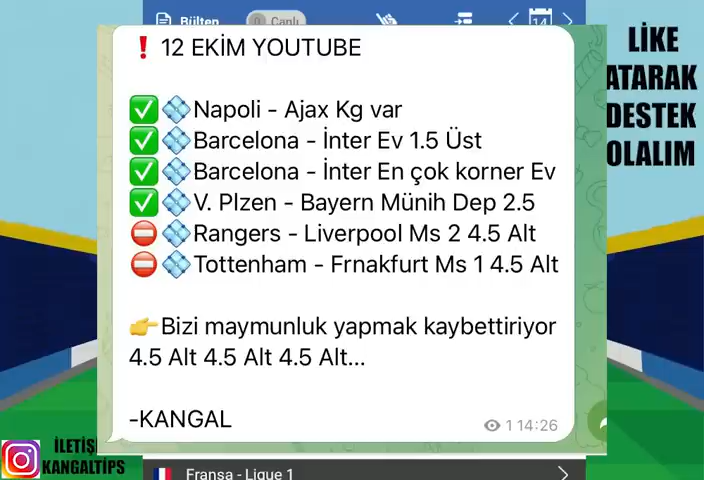 Bülten
0 Canlı
14
❗ 12 EKİM YOUTUBE
✅💠Napoli - Ajax Kg var
✅💠Barcelona - İnter Ev 1.5 Üst
✅💠Barcelona - İnter En çok korner Ev
✅💠V. Plzen - Bayern Münih Dep 2.5
⛔💠Rangers - Liverpool Ms 2 4.5 Alt
⛔💠Tottenham - Frnakfurt Ms 1 4.5 Alt
👉Bizi maymunluk yapmak kaybettiriyor
4.5 Alt 4.5 Alt 4.5 Alt...
-KANGAL
1 14:26
LİKE
ATARAK
DESTEK
OLALIM
İLETİŞ
KANGALTİPS
Fransa - Ligue 1